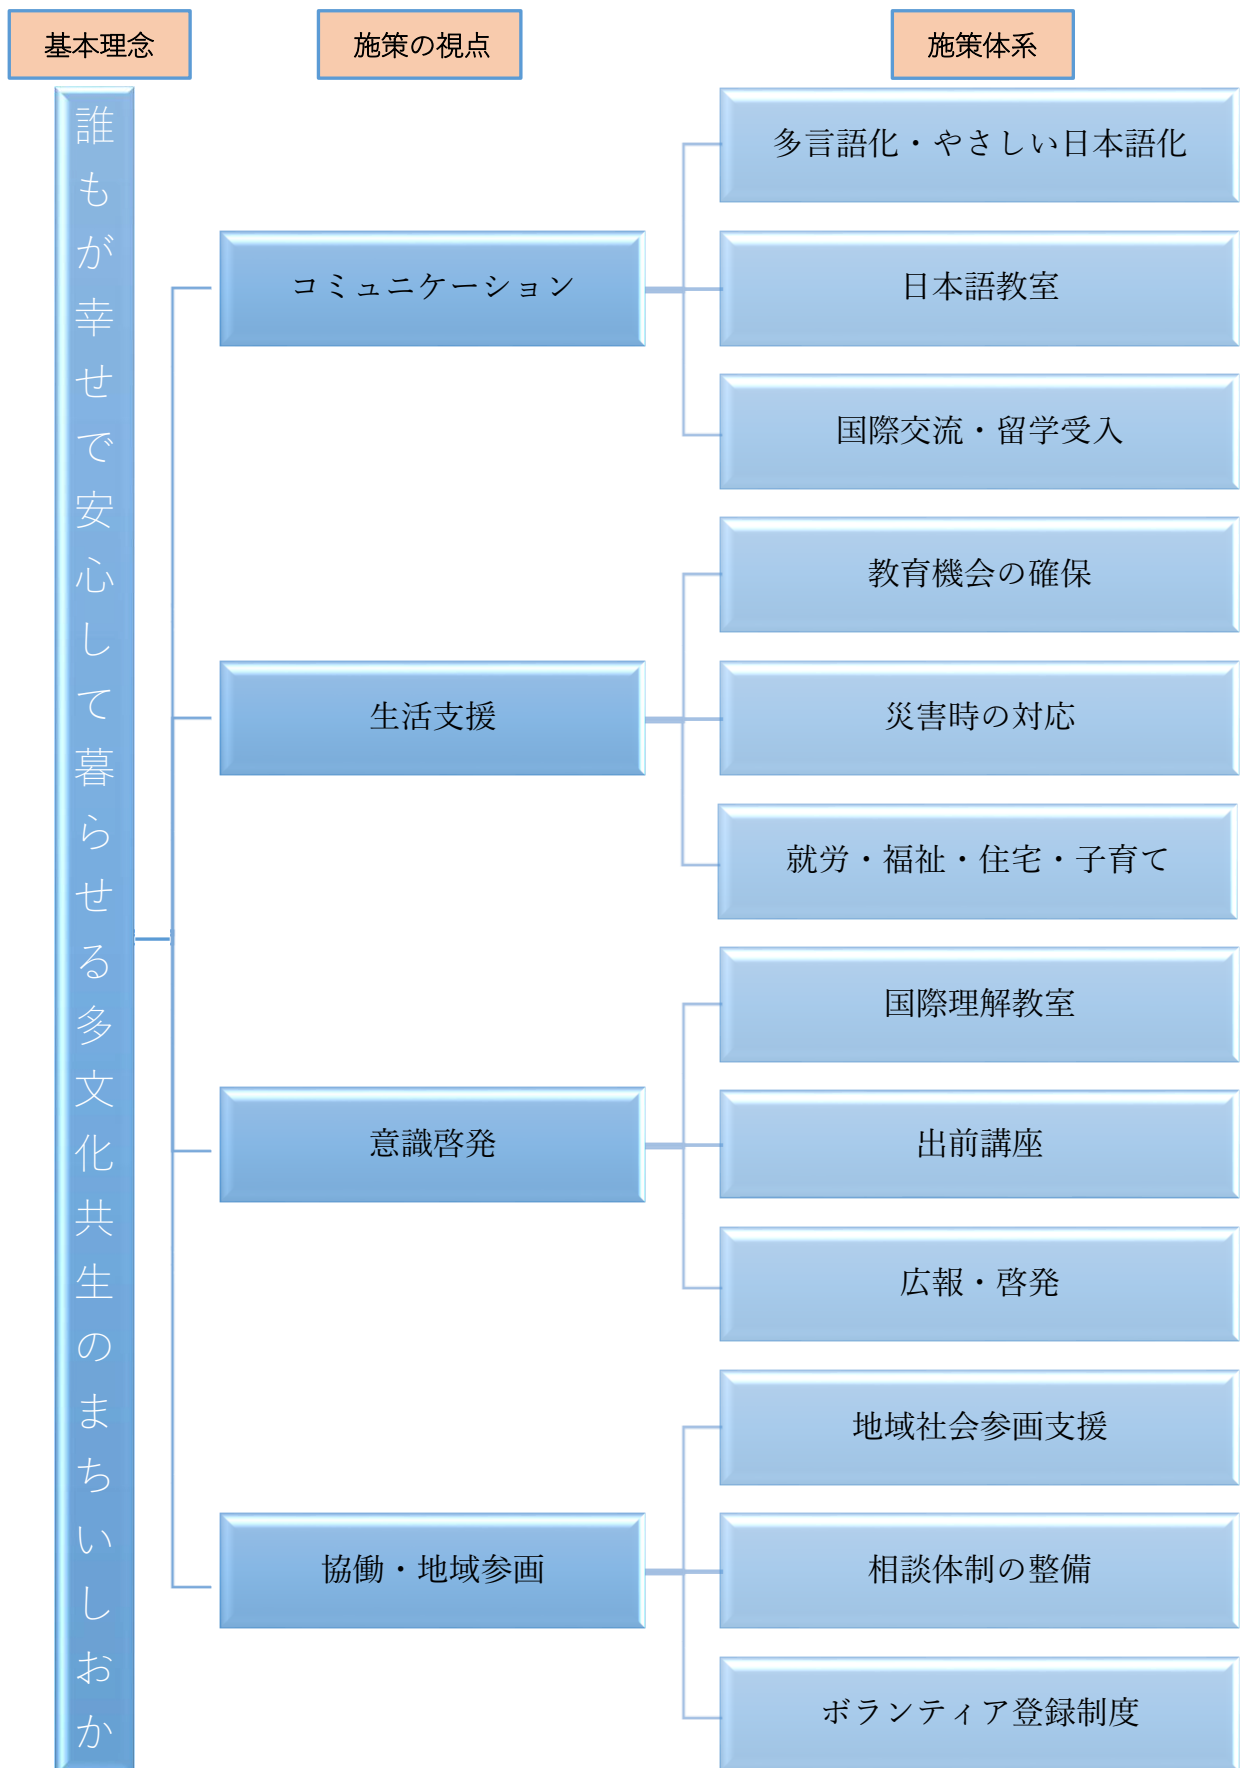 基本理念
施策の視点
施策体系
誰もが幸せで安心して暮らせる多文化共生のまちいしおか
コミュニケーション
多言語化・やさしい日本語化
日本語教室
国際交流・留学受入
生活支援
教育機会の確保
災害時の対応
就労・福祉・住宅・子育て
意識啓発
国際理解教室
出前講座
広報・啓発
協働・地域参画
地域社会参画支援
相談体制の整備
ボランティア登録制度